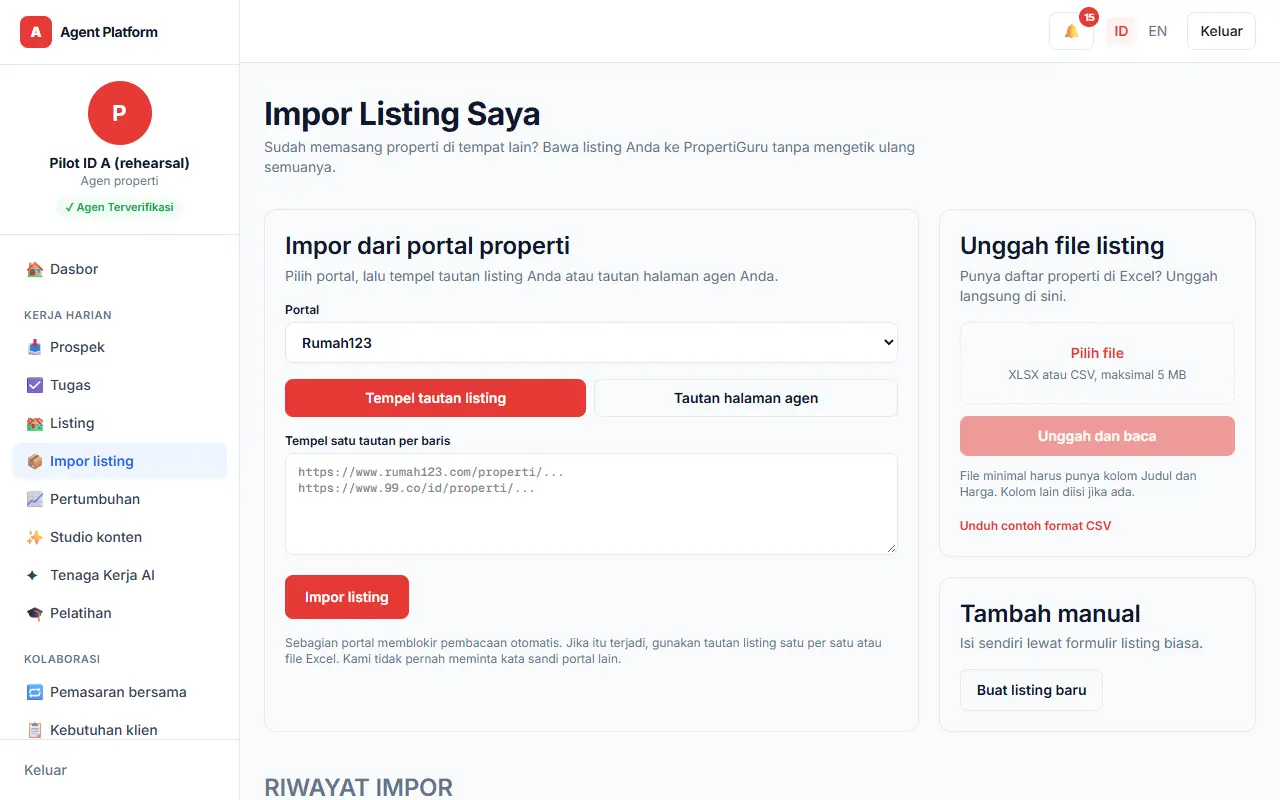 A Agent Platform
15
ID EN Keluar
P
Pilot ID A (rehearsal)
Agen properti
✓ Agen Terverifikasi
Dasbor
KERJA HARIAN
Prospek
Tugas
Listing
Impor listing
Pertumbuhan
Studio konten
Tenaga Kerja AI
Pelatihan
KOLABORASI
Pemasaran bersama
Kebutuhan klien
Keluar
Impor Listing Saya
Sudah memasang properti di tempat lain? Bawa listing Anda ke PropertiGuru tanpa mengetik ulang
semuanya.
Impor dari portal properti
Pilih portal, lalu tempel tautan listing Anda atau tautan halaman agen Anda.
Portal
Rumah123
Tempel tautan listing
Tautan halaman agen
Tempel satu tautan per baris
https://www.rumah123.com/properti/...
https://www.99.co/id/properti/...
Impor listing
Sebagian portal memblokir pembacaan otomatis. Jika itu terjadi, gunakan tautan listing satu per satu atau
file Excel. Kami tidak pernah meminta kata sandi portal lain.
Unggah file listing
Punya daftar properti di Excel? Unggah
langsung di sini.
Pilih file
XLSX atau CSV, maksimal 5 MB
Unggah dan baca
File minimal harus punya kolom Judul dan
Harga. Kolom lain diisi jika ada.
Unduh contoh format CSV
Tambah manual
Isi sendiri lewat formulir listing biasa.
Buat listing baru
RIWAYAT IMPOR